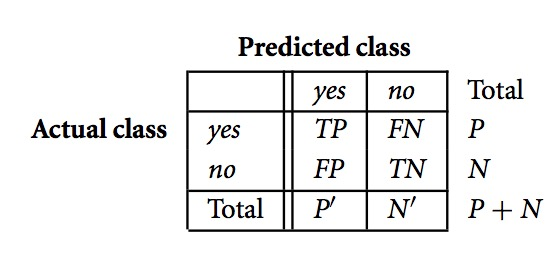 Predicted class
yes no Total
Actual class yes TP FN P
no FP TN N
Total P′ N′ P + N